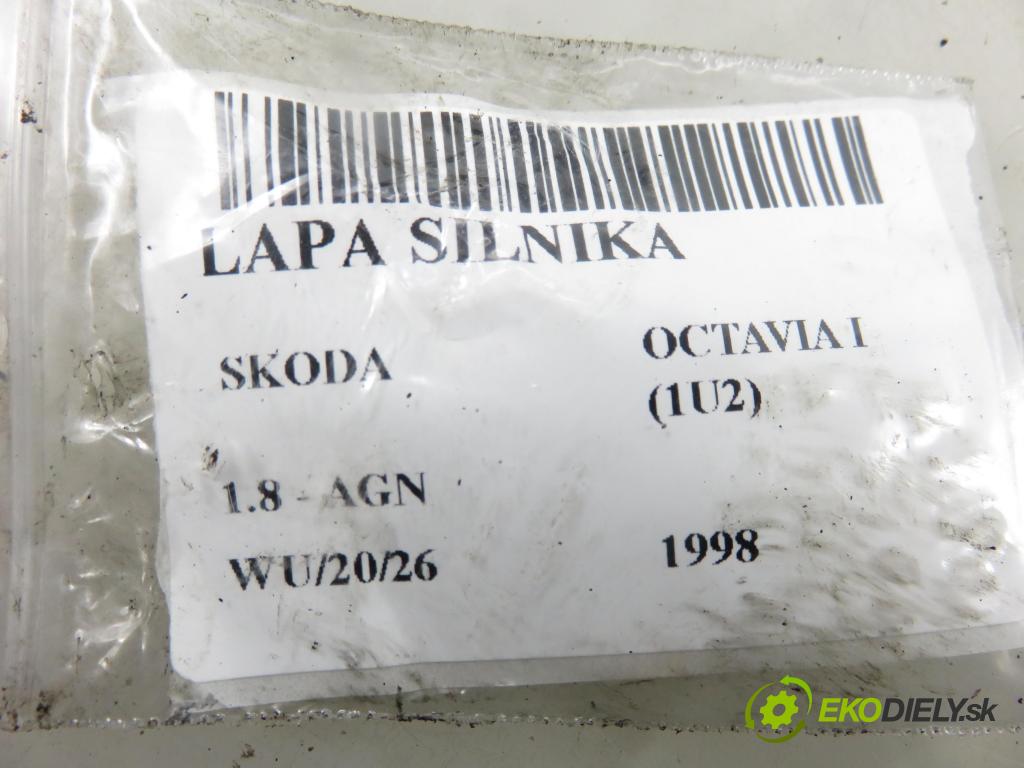 LAPA SILNIKA
SKODA
OCTAVIA I
(1U2)
1.8 - AGN
WU/20/26
1998
EKODIELY.sk